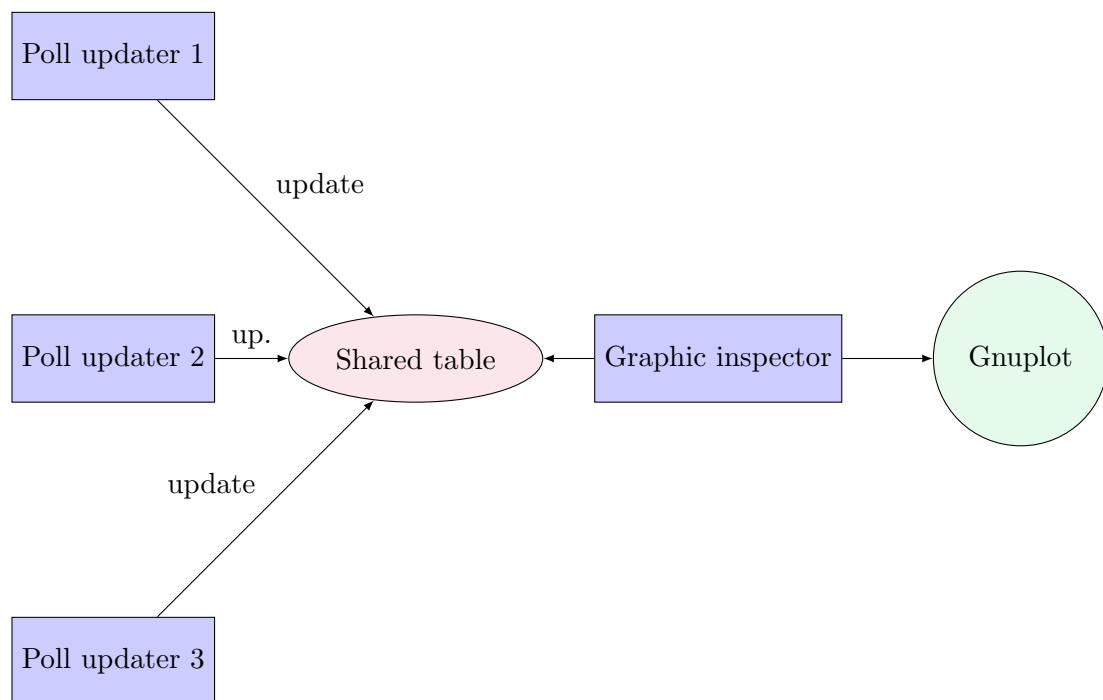 Poll updater 1
update
up.
Poll updater 2
Shared table
Graphic inspector
Gnuplot
update
Poll updater 3